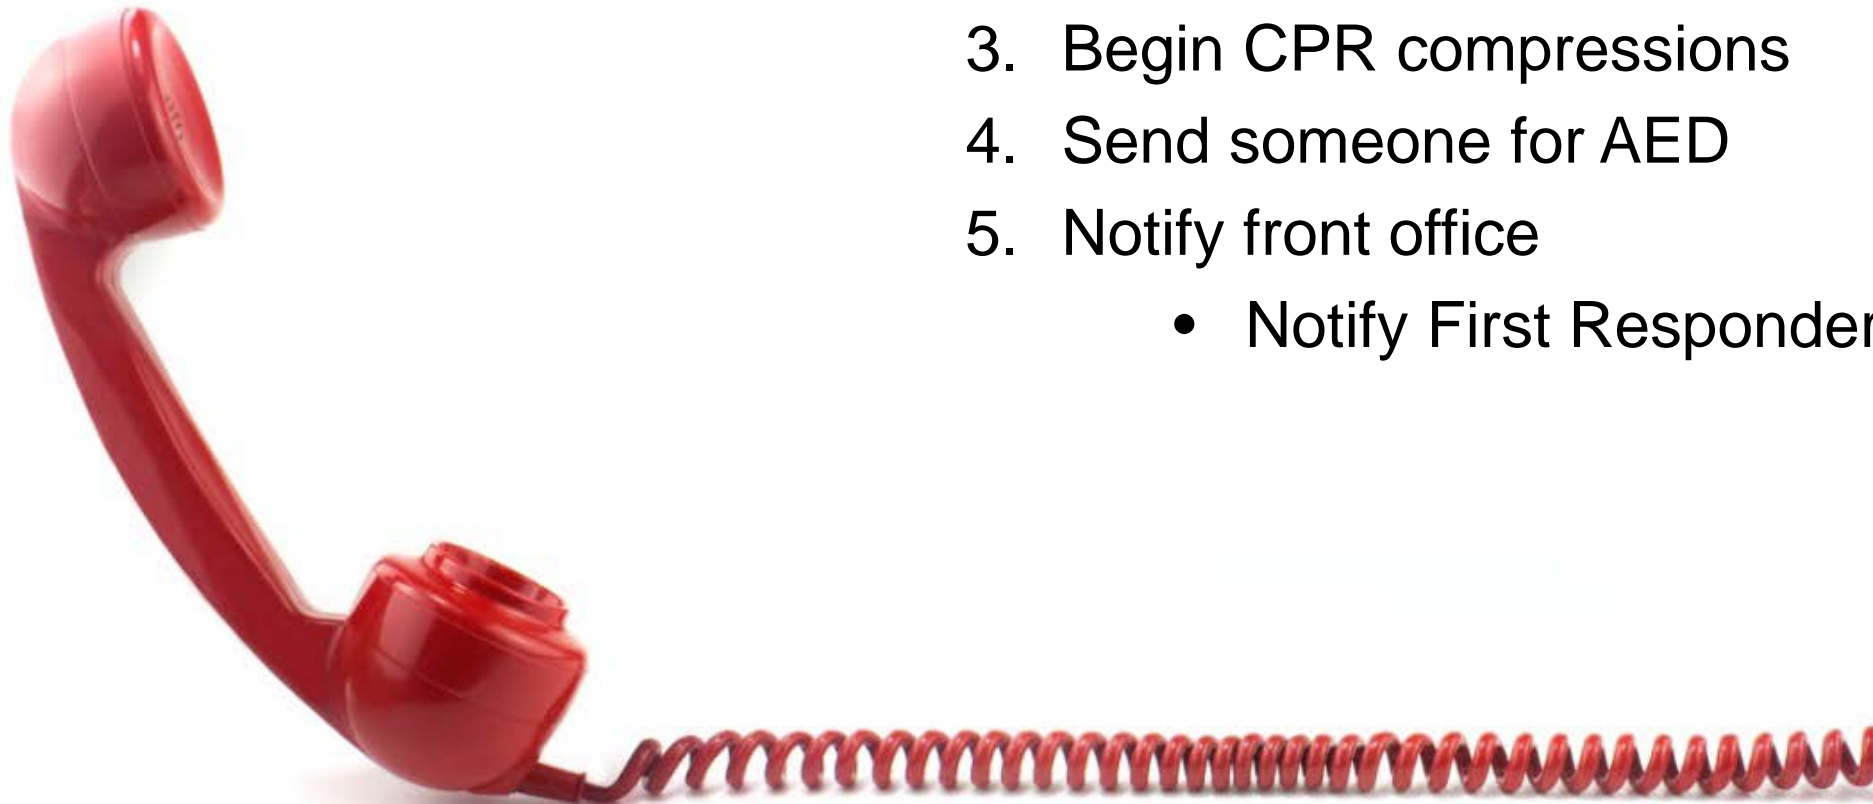 3. Begin CPR compressions
4. Send someone for AED
5. Notify front office
• Notify First Responder